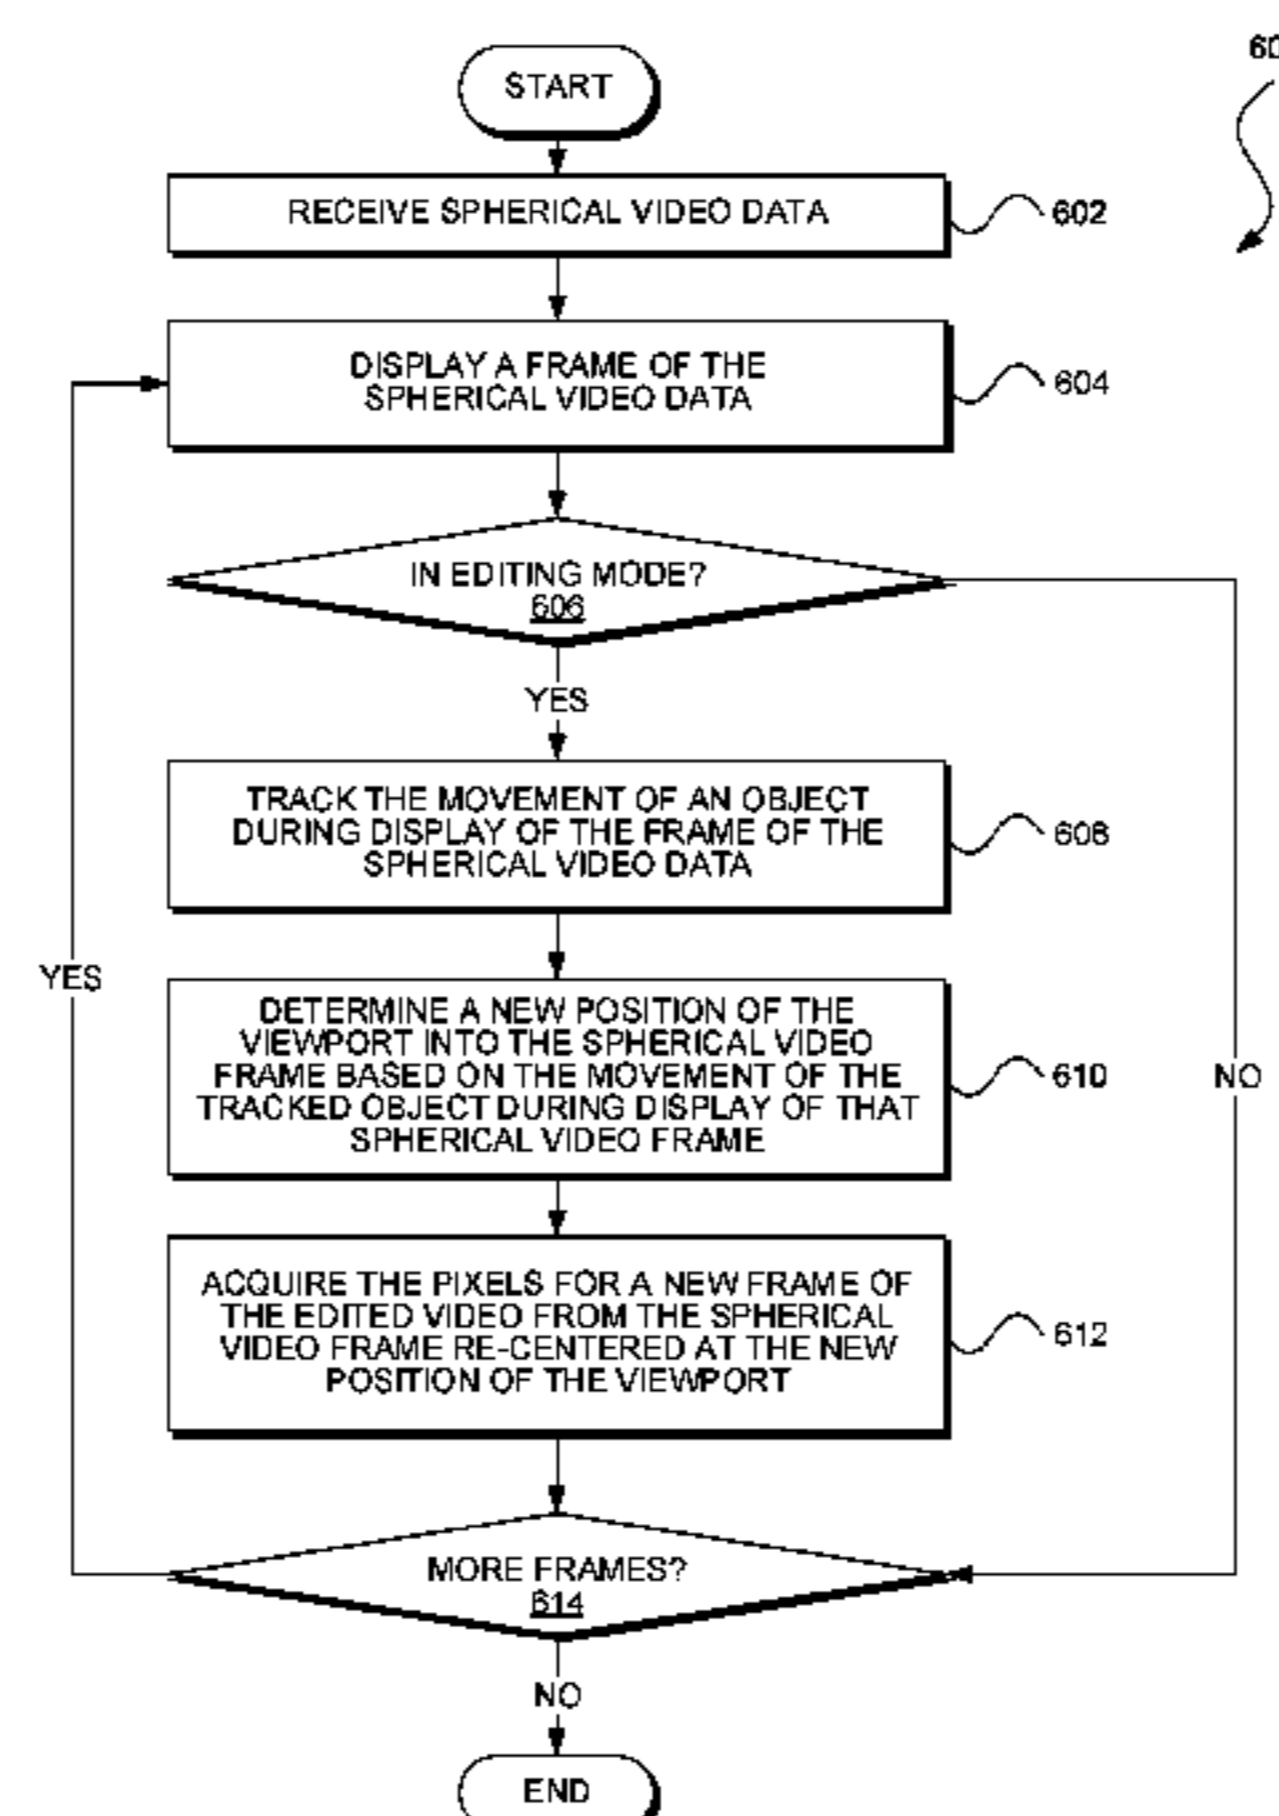 START
RECEIVE SPHERICAL VIDEO DATA
602
DISPLAY A FRAME OF THE
SPHERICAL VIDEO DATA
604
IN EDITING MODE?
606
YES
TRACK THE MOVEMENT OF AN OBJECT
DURING DISPLAY OF THE FRAME OF THE
SPHERICAL VIDEO DATA
608
YES
DETERMINE A NEW POSITION OF THE
VIEWPORT INTO THE SPHERICAL VIDEO
FRAME BASED ON THE MOVEMENT OF THE
TRACKED OBJECT DURING DISPLAY OF THAT
SPHERICAL VIDEO FRAME
610
NO
ACQUIRE THE PIXELS FOR A NEW FRAME OF
THE EDITED VIDEO FROM THE SPHERICAL
VIDEO FRAME RE-CENTERED AT THE NEW
POSITION OF THE VIEWPORT
612
MORE FRAMES?
614
NO
END